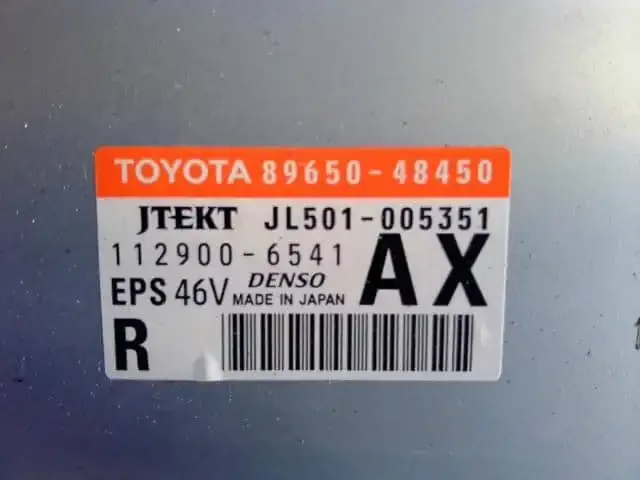 TOYOTA 89650-48450
JTEKT JL501-005351
112900-6541
EPS 46V DENSO MADE IN JAPAN AX
R